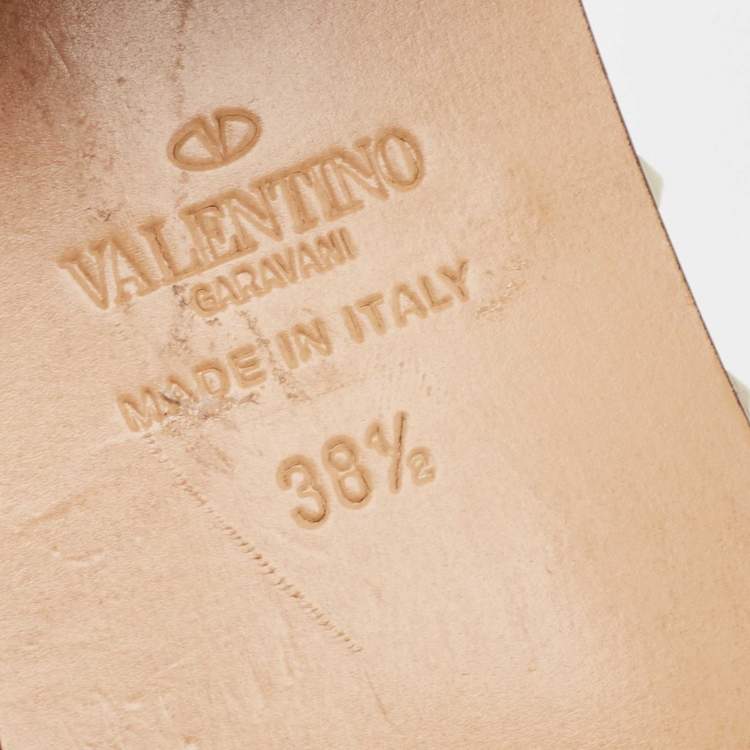 VALENTINO
GARAVANI
MADE IN ITALY
38½